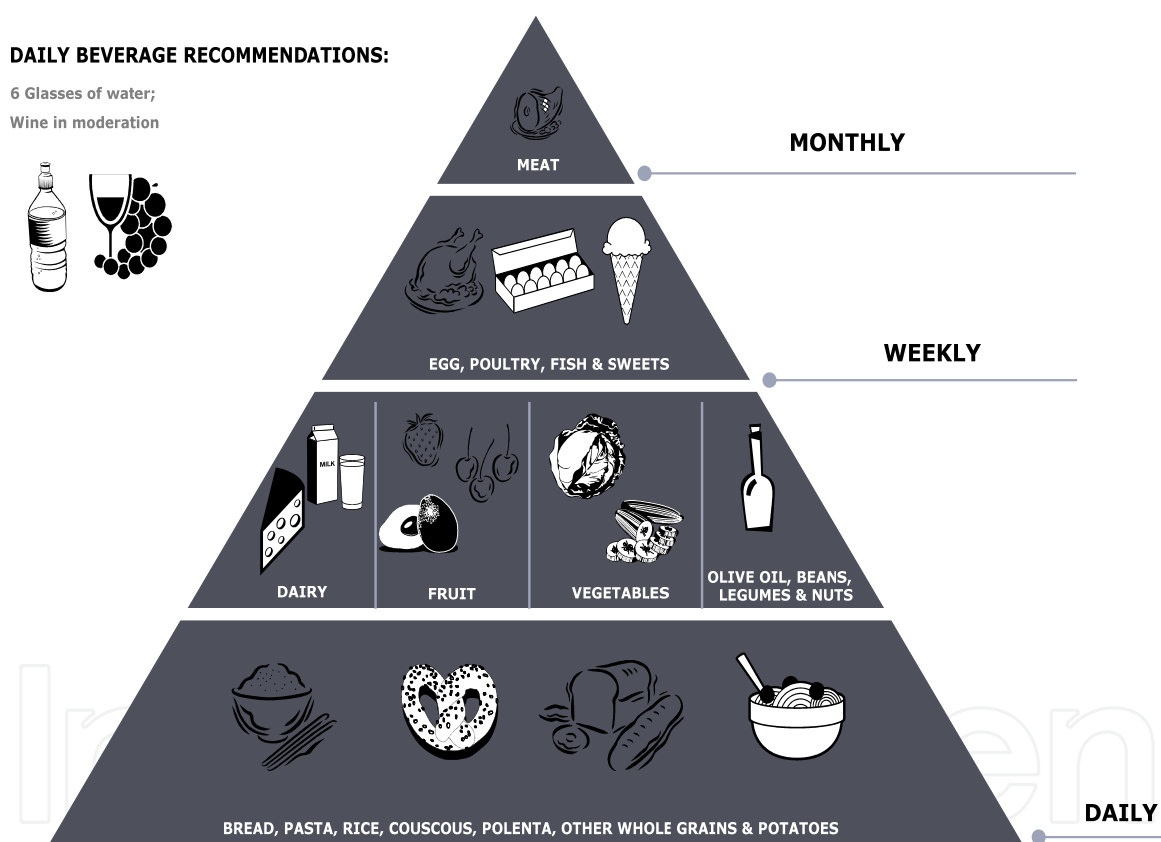 DAILY BEVERAGE RECOMMENDATIONS:
6 Glasses of water;
Wine in moderation
MEAT
MONTHLY
EGG, POULTRY, FISH & SWEETS
WEEKLY
MILK
DAIRY
FRUIT
VEGETABLES
OLIVE OIL, BEANS,
LEGUMES & NUTS
BREAD, PASTA, RICE, COUSCOUS, POLENTA, OTHER WHOLE GRAINS & POTATOES
DAILY